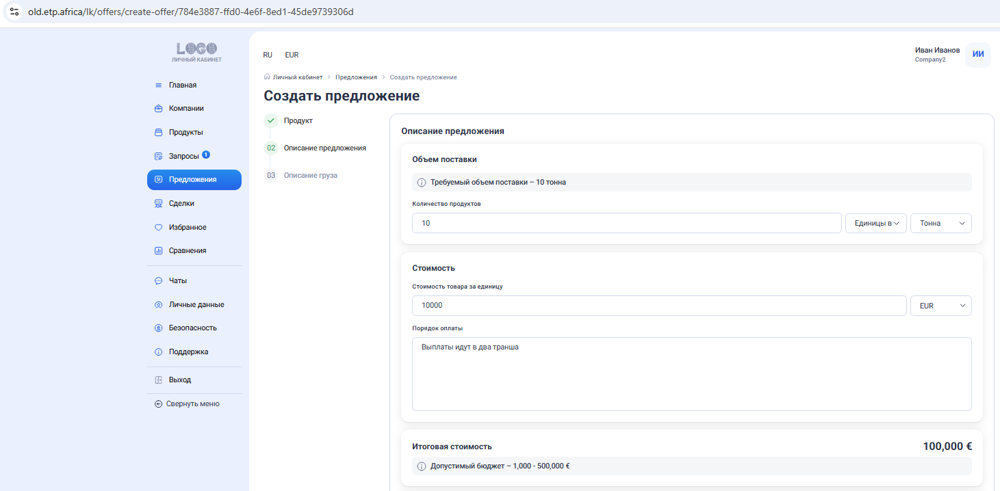 old.etp.africa/lk/offers/create-offer/784e3887-ffd0-4e6f-8ed1-45de9739306d
LOGO
ЛИЧНЫЙ КАБИНЕТ
Главная
Компании
Продукты
Запросы 1
Предложения
Сделки
Избранное
Сравнения
Чаты
Личные данные
Безопасность
Поддержка
Выход
Свернуть меню
RU EUR
Иван Иванов
Company2
ИИ
Личный кабинет > Предложения > Создать предложение
Создать предложение
Продукт
02 Описание предложения
03 Описание груза
Описание предложения
Объем поставки
Требуемый объем поставки – 10 тонна
Количество продуктов
10 Единицы в Тонна
Стоимость
Стоимость товара за единицу
10000 EUR
Порядок оплаты
Выплаты идут в два транша
Итоговая стоимость 100,000 €
Допустимый бюджет – 1,000 - 500,000 €